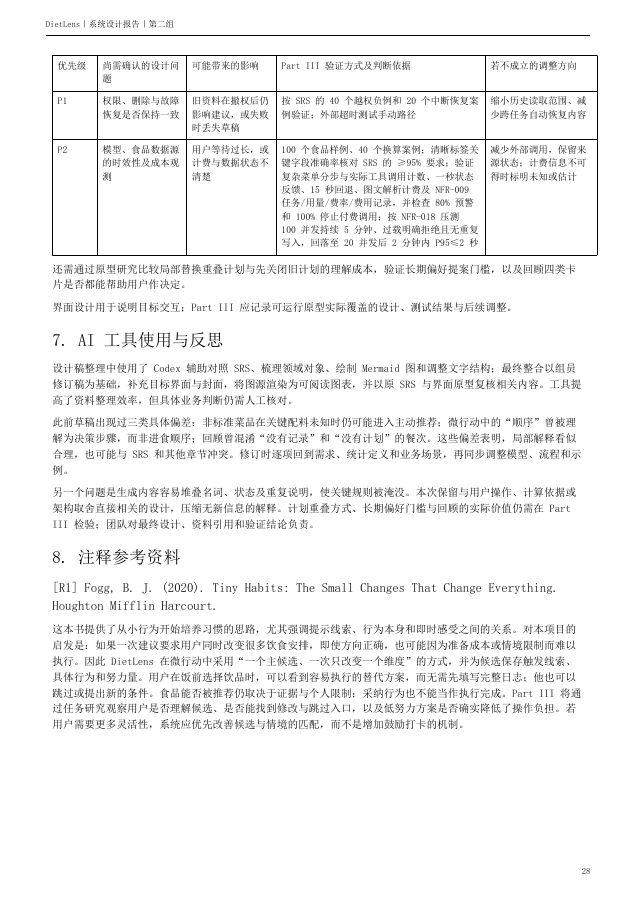 DietLens｜系统设计报告｜第二组
优先级
尚需确认的设计问
题
可能带来的影响
Part III 验证方式及判断依据
若不成立的调整方向
P1
权限、删除与故障
恢复是否保持一致
旧资料在撤权后仍
影响建议，或失败
时丢失草稿
按 SRS 的 40 个越权负例和 20 个中断恢复案
例验证；外部超时测试手动路径
缩小历史读取范围、减
少跨任务自动恢复内容
P2
模型、食品数据源
的时效性及成本观
测
用户等待过长，或
计费与数据状态不
清楚
100 个食品样例、40 个换算案例；清晰标签关
键字段准确率核对 SRS 的 ≥95% 要求；验证
复杂菜单分步与实际工具调用计数、一秒状态
反馈、15 秒回退、图文解析计费及 NFR-009
任务/用量/费率/费用记录，并检查 80% 预警
和 100% 停止付费调用；按 NFR-018 压测
100 并发持续 5 分钟、过载明确拒绝且无重复
写入，回落至 20 并发后 2 分钟内 P95≤2 秒
减少外部调用，保留来
源状态；计费信息不可
得时标明未知或估计
还需通过原型研究比较局部替换重叠计划与先关闭旧计划的理解成本，验证长期偏好提案门槛，以及回顾四类卡
片是否都能帮助用户作决定。
界面设计用于说明目标交互；Part III 应记录可运行原型实际覆盖的设计、测试结果与后续调整。
7. AI 工具使用与反思
设计稿整理中使用了 Codex 辅助对照 SRS、梳理领域对象、绘制 Mermaid 图和调整文字结构；最终整合以组员
修订稿为基础，补充目标界面与封面，将图源渲染为可阅读图表，并以原 SRS 与界面原型复核相关内容。工具提
高了资料整理效率，但具体业务判断仍需人工核对。
此前草稿出现过三类具体偏差：非标准菜品在关键配料未知时仍可能进入主动推荐；微行动中的“顺序”曾被理
解为决策步骤，而非进食顺序；回顾曾混淆“没有记录”和“没有计划”的餐次。这些偏差表明，局部解释看似
合理，也可能与 SRS 和其他章节冲突。修订时逐项回到需求、统计定义和业务场景，再同步调整模型、流程和示
例。
另一个问题是生成内容容易堆叠名词、状态及重复说明，使关键规则被淹没。本次保留与用户操作、计算依据或
架构取舍直接相关的设计，压缩无新信息的解释。计划重叠方式、长期偏好门槛与回顾的实际价值仍需在 Part
III 检验；团队对最终设计、资料引用和验证结论负责。
8. 注释参考资料
[R1] Fogg, B. J. (2020). Tiny Habits: The Small Changes That Change Everything.
Houghton Mifflin Harcourt.
这本书提供了从小行为开始培养习惯的思路，尤其强调提示线索、行为本身和即时感受之间的关系。对本项目的
启发是：如果一次建议要求用户同时改变很多饮食安排，即使方向正确，也可能因为准备成本或情境限制而难以
执行。因此 DietLens 在微行动中采用“一个主候选、一次只改变一个维度”的方式，并为候选保存触发线索、
具体行为和努力量。用户在饭前选择饮品时，可以看到容易执行的替代方案，而无需先填写完整日志；他也可以
跳过或提出新的条件。食品能否被推荐仍取决于证据与个人限制；采纳行为也不能当作执行完成。Part III 将通
过任务研究观察用户是否理解候选、是否能找到修改与跳过入口，以及低努力方案是否确实降低了操作负担。若
用户需要更多灵活性，系统应优先改善候选与情境的匹配，而不是增加鼓励打卡的机制。
28